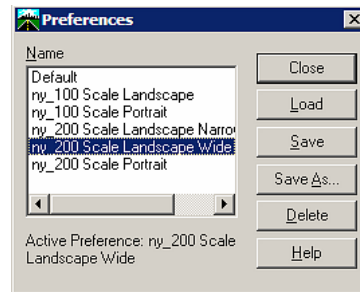 Preferences
Name
Default
ny_100 Scale Landscape
ny_100 Scale Portrait
ny_200 Scale Landscape Narro
ny_200 Scale Landscape Wide
ny_200 Scale Portrait
Active Preference: ny_200 Scale
Landscape Wide
Close
Load
Save
Save As...
Delete
Help